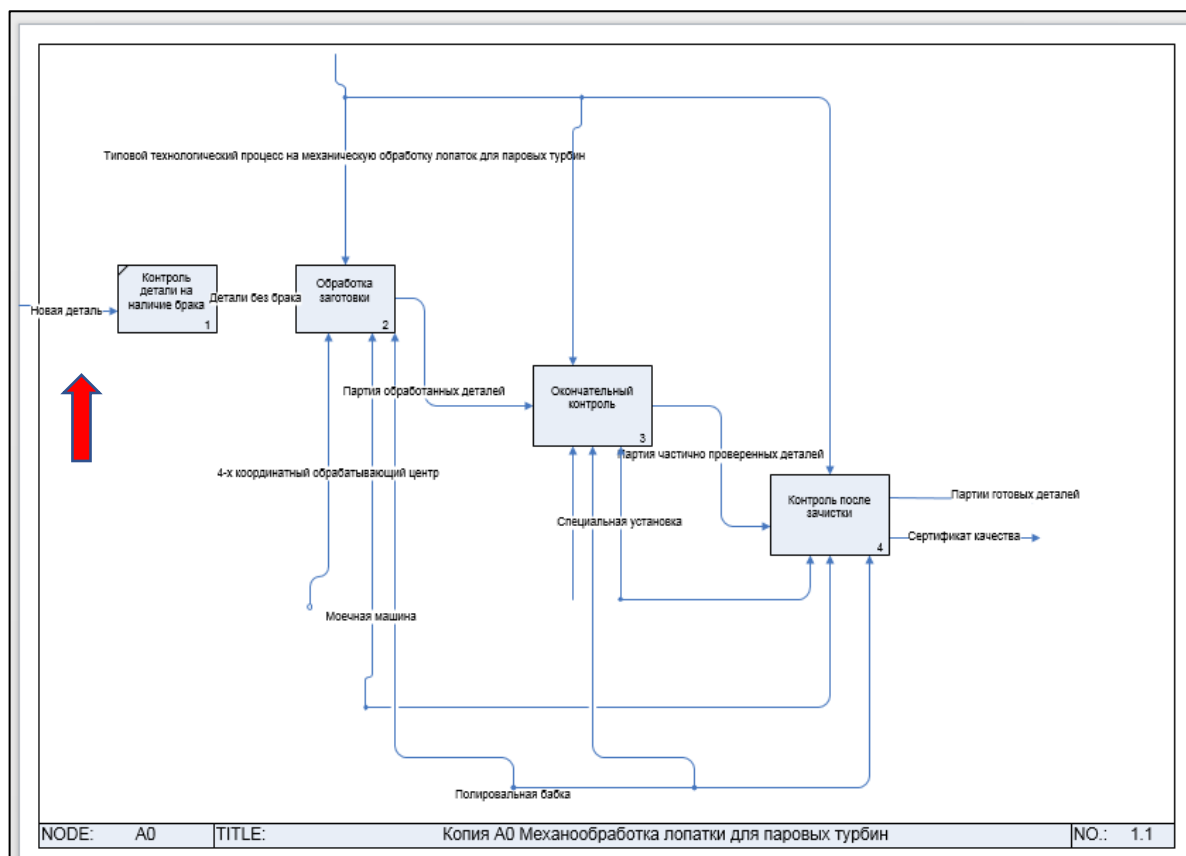 Типовой технологический процесс на механическую обработку лопаток для паровых турбин
Контроль
детали на
наличие брака
1
Обработка
заготовки
2
Детали без брака
Новая деталь
Партия обработанных деталей
Окончательный
контроль
3
Партия частично проверенных деталей
4-х координатный обрабатывающий центр
Контроль после
зачистки
4
Партии готовых деталей
Специальная установка
Сертификат качества
Моечная машина
Полировальная бабка
NODE: A0 TITLE: Копия A0 Механообработка лопатки для паровых турбин NO.: 1.1